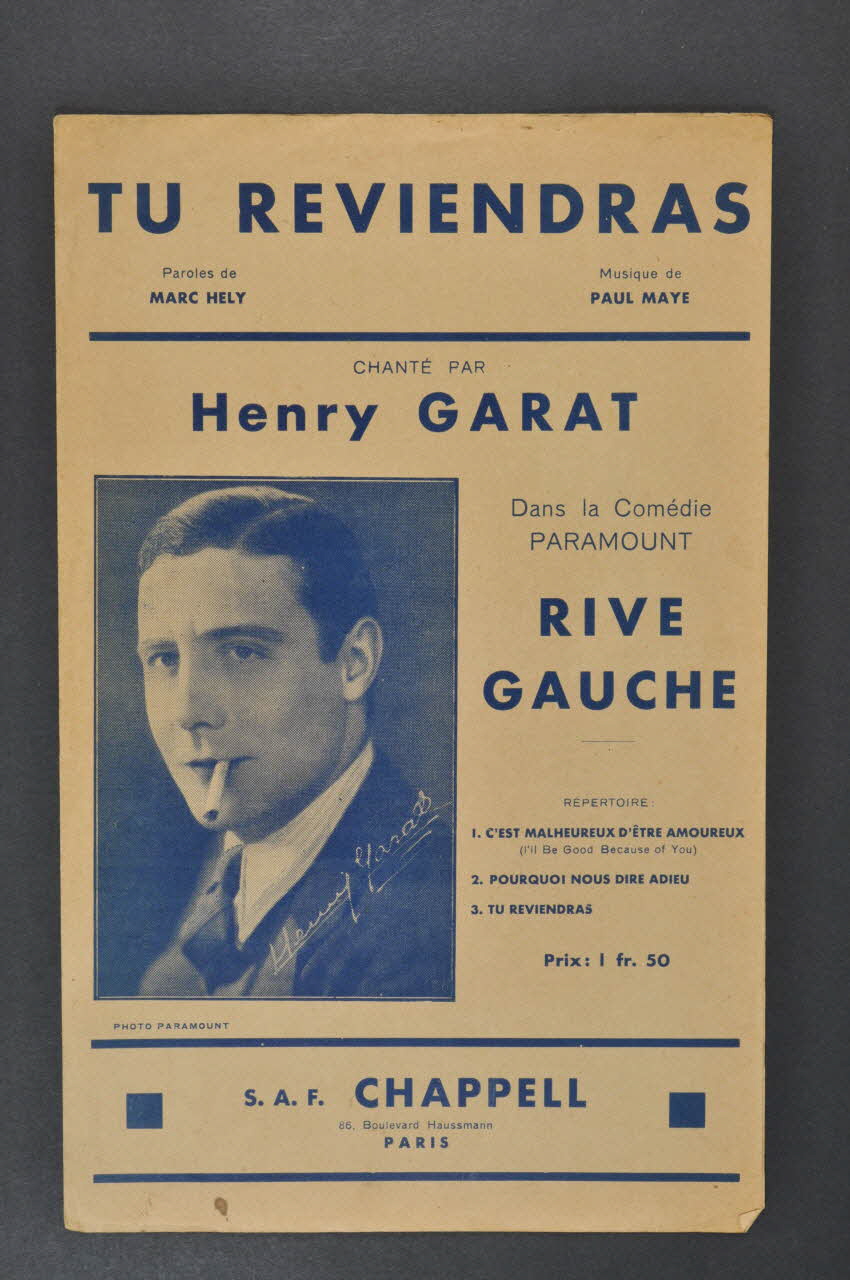 TU REVIENDRAS
Paroles de
MARC HELY
Musique de
PAUL MAYE
CHANTÉ PAR
Henry GARAT
Dans la Comédie
PARAMOUNT
RIVE
GAUCHE
RÉPERTOIRE:
1. C'EST MALHEUREUX D'ÊTRE AMOUREUX
(I'll Be Good Because of You)
2. POURQUOI NOUS DIRE ADIEU
3. TU REVIENDRAS
Prix: 1 fr. 50
Henry Garat
PHOTO PARAMOUNT
S. A. F. CHAPPELL
86, Boulevard Haussmann
PARIS